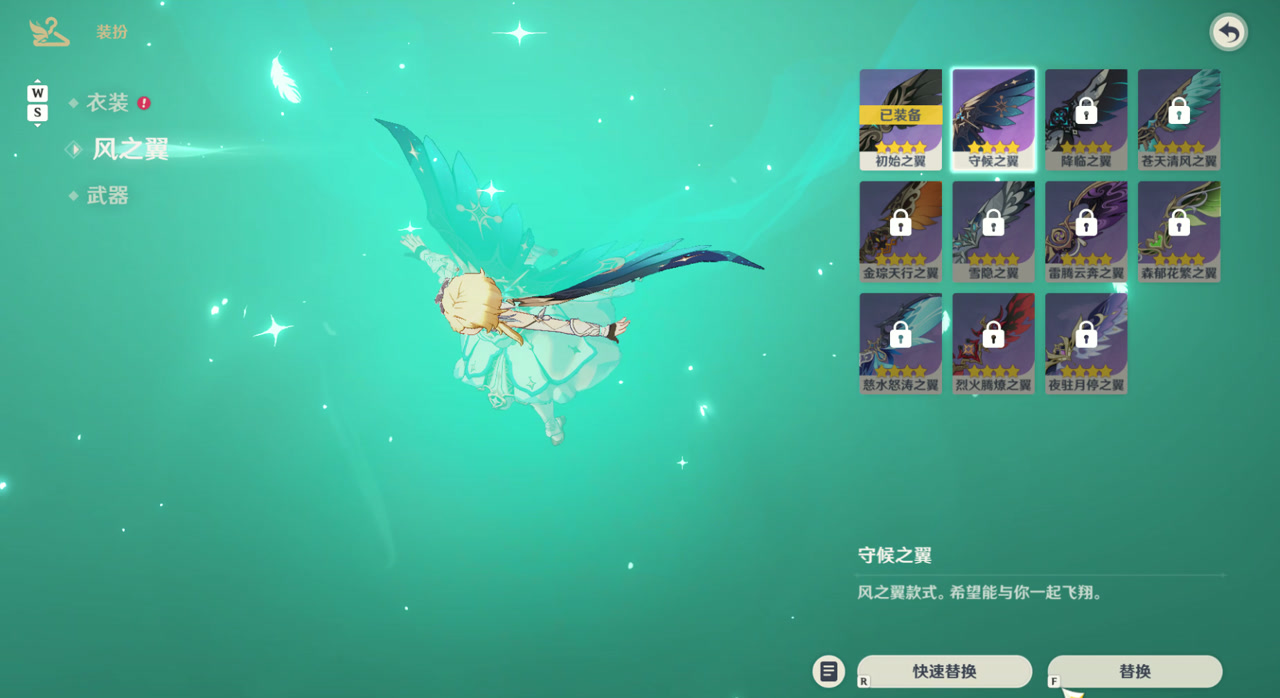 装扮
W
S
衣装
风之翼
武器
已装备
初始之翼
守候之翼
降临之翼
苍天清风之翼
金琮天行之翼
雪隐之翼
雷腾云奔之翼
森郁花繁之翼
慈水怒涛之翼
烈火腾燎之翼
夜驻月停之翼
守候之翼
风之翼款式。希望能与你一起飞翔。
R 快速替换
F 替换